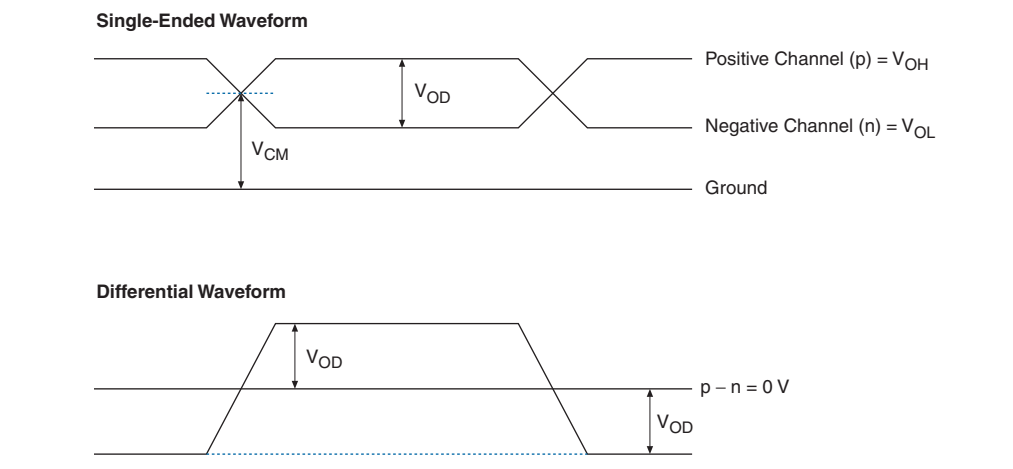 Single-Ended Waveform
Positive Channel (p) = VOH
VOD
Negative Channel (n) = VOL
VCM
Ground
Differential Waveform
VOD
p – n = 0 V
VOD